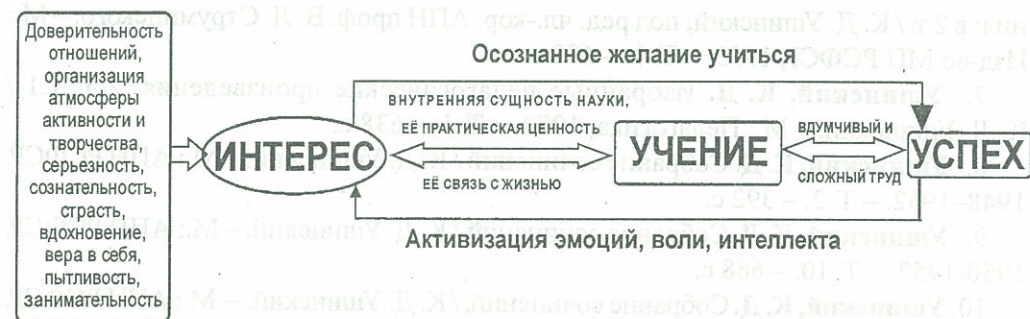 Доверительность
отношений,
организация
атмосферы
активности и
творчества,
серьезность,
сознательность,
страсть,
вдохновение,
вера в себя,
пытливость,
занимательность
Осознанное желание учиться
ВНУТРЕННЯЯ СУЩНОСТЬ НАУКИ,
ЕЁ ПРАКТИЧЕСКАЯ ЦЕННОСТЬ
ЕЁ СВЯЗЬ С ЖИЗНЬЮ
ИНТЕРЕС
УЧЕНИЕ
ВДУМЧИВЫЙ И
СЛОЖНЫЙ ТРУД
УСПЕХ
Активизация эмоций, воли, интеллекта